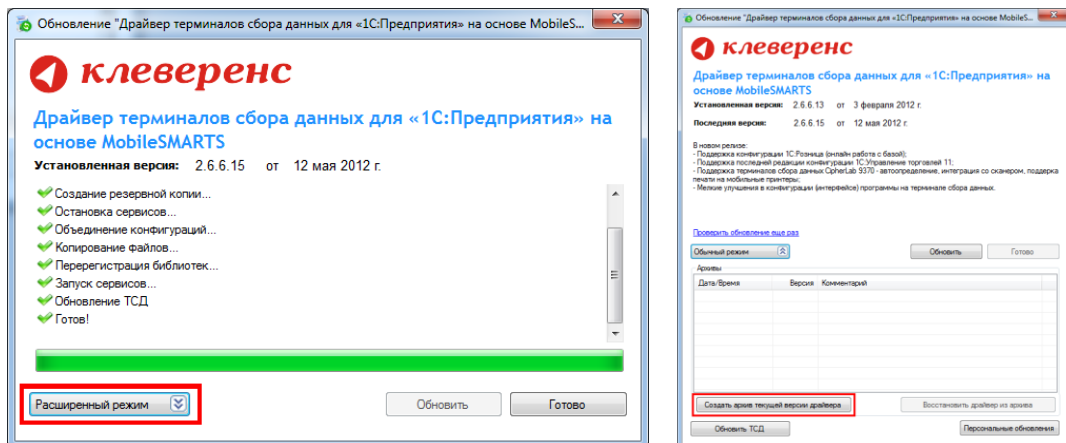 Обновление "Драйвер терминалов сбора данных для «1С:Предприятия» на основе MobileS...
клеверенс
Драйвер терминалов сбора данных для «1С:Предприятия» на
основе MobileSMARTS
Установленная версия: 2.6.6.15 от 12 мая 2012 г.
Создание резервной копии...
Остановка сервисов...
Объединение конфигураций...
Копирование файлов...
Перерегистрация библиотек...
Запуск сервисов...
Обновление ТСД
Готов!
Расширенный режим
Обновить
Готово
Обновление "Драйвер терминалов сбора данных для «1С:Предприятия» на основе MobileS...
клеверенс
Драйвер терминалов сбора данных для «1С:Предприятия» на
основе MobileSMARTS
Установленная версия: 2.6.6.13 от 3 февраля 2012 г.
Последняя версия: 2.6.6.15 от 12 мая 2012 г.
В новом релизе:
- Поддержка конфигурации 1С:Розница (онлайн работа с базой);
- Поддержка последней редакции конфигурации 1С:Управление торговлей 11;
- Поддержка терминалов сбора данных CipherLab 9370 - автоопределение, интеграция со сканером, поддержка
печати на мобильные принтеры;
- Мелкие улучшения в конфигурации (интерфейсе) программы на терминале сбора данных.
Проверить обновление еще раз
Обычный режим
Обновить
Готово
Архивы
Дата/Время Версия Комментарий
Создать архив текущей версии драйвера
Восстановить драйвер из архива
Обновить ТСД
Персональные обновления